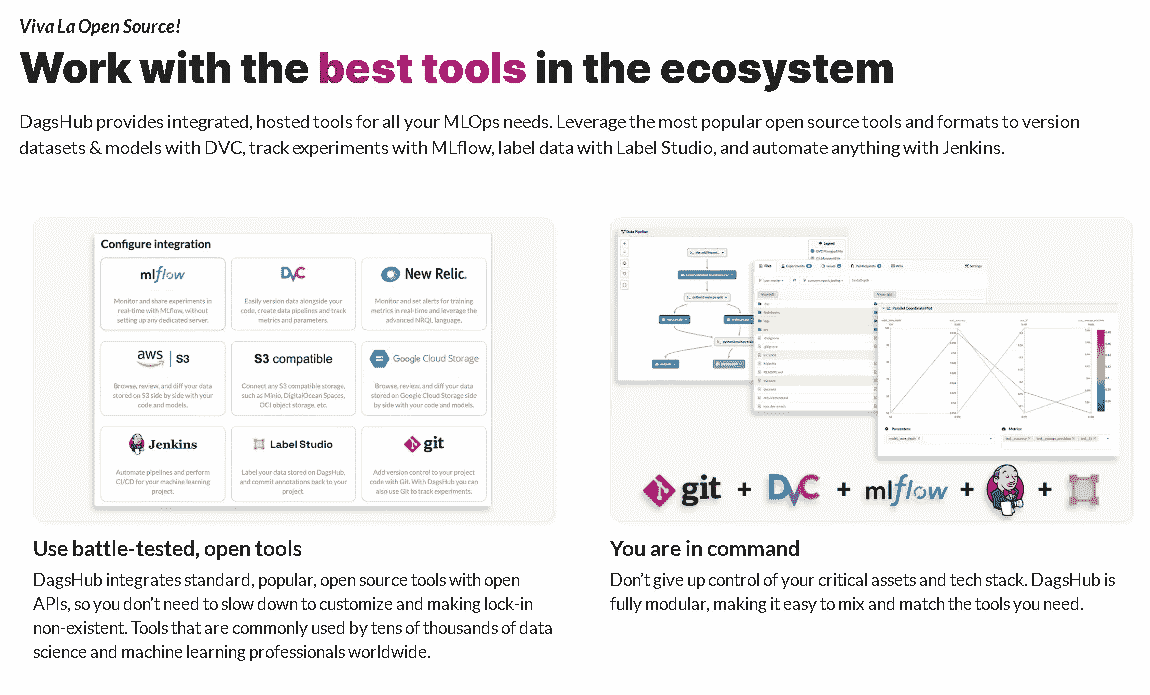 Viva La Open Source!
Work with the best tools in the ecosystem
DagsHub provides integrated, hosted tools for all your MLOps needs. Leverage the most popular open source tools and formats to version
datasets & models with DVC, track experiments with MLflow, label data with Label Studio, and automate anything with Jenkins.
Configure integration
mlflow
Monitor and share experiments in
real-time with MLflow, without
setting up any dedicated server.
DVC
Easily version data alongside your
code, create data pipelines and track
metrics and parameters.
New Relic.
Monitor and set alerts for training
metrics in real-time and leverage the
advanced NRQL language.
aws | S3
Browse, review, and diff your data
stored on S3 side by side with your
code and models.
S3 compatible
Connect any S3 compatible storage,
such as Minio, DigitalOcean Spaces,
OCI object storage, etc.
Google Cloud Storage
Browse, review, and diff your data
stored on Google Cloud Storage side
by side with your code and models.
Jenkins
Automate pipelines and perform
CI/CD for your machine learning
project.
Label Studio
Label your data stored on DagsHub,
and commit annotations back to your
project.
git
Add version control to your project
code with Git. With DagsHub you can
also use Git to track experiments.
Data Pipeline
Legend
Files
Experiments
Settings
Parallel Coordinate Plot
Parameters
Metrics
git + DVC + mlflow + +
Use battle-tested, open tools
DagsHub integrates standard, popular, open source tools with open
APIs, so you don't need to slow down to customize and making lock-in
non-existent. Tools that are commonly used by tens of thousands of data
science and machine learning professionals worldwide.
You are in command
Don't give up control of your critical assets and tech stack. DagsHub is
fully modular, making it easy to mix and match the tools you need.